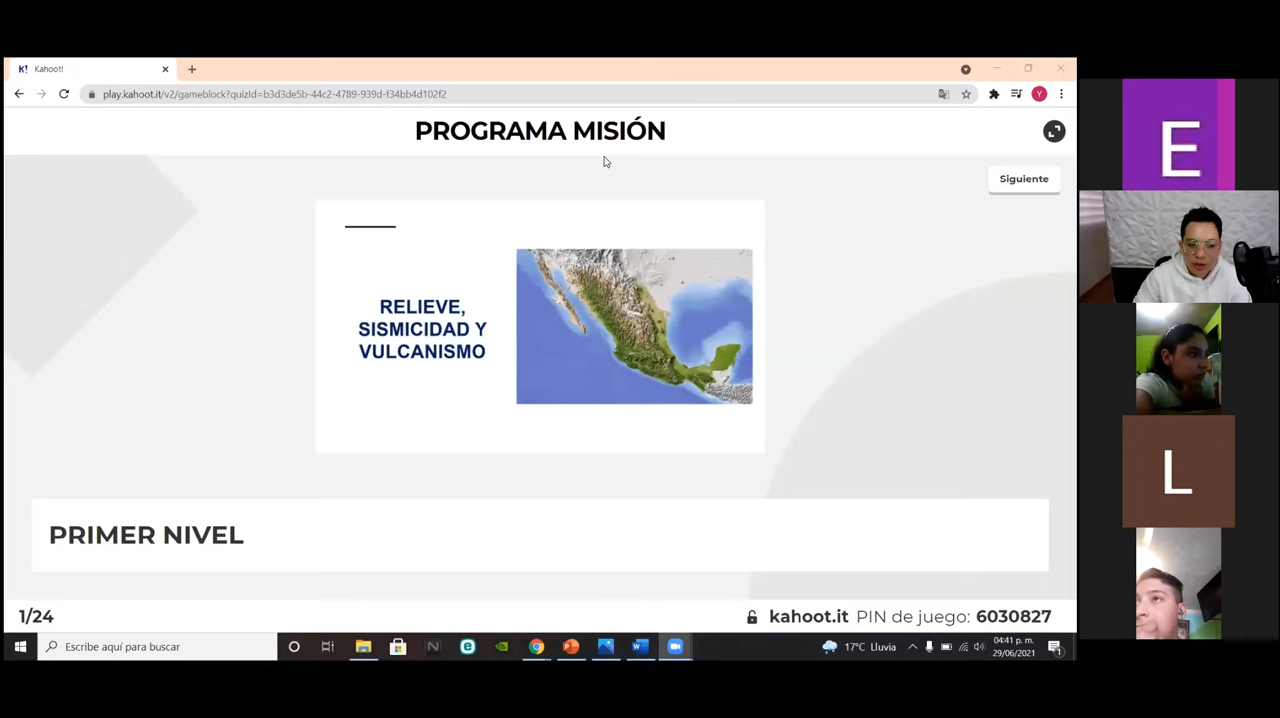 Kahoot!
play.kahoot.it/v2/gameblock?quizId=b3d3de5b-44c2-4789-939d-f34bb4d102f2
Y
PROGRAMA MISIÓN
Siguiente
RELIEVE,
SISMICIDAD Y
VULCANISMO
PRIMER NIVEL
1/24
kahoot.it PIN de juego: 6030827
Escribe aquí para buscar
17°C Lluvia
04:41 p. m.
29/06/2021
E
L